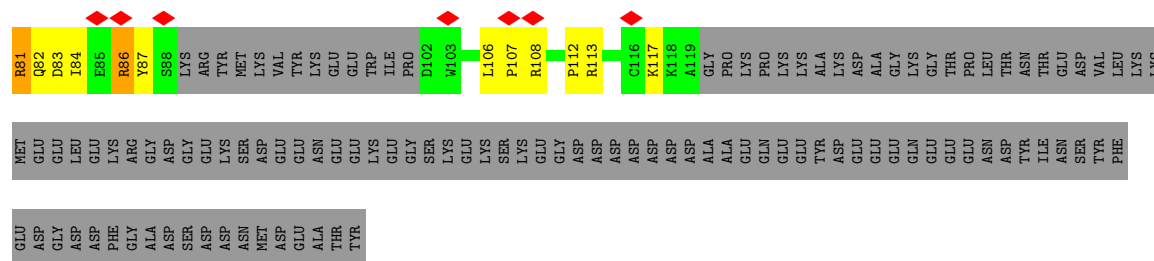 R81 Q82 D83 I84 E85 R86 Y87 S88 LYS ARG TYR MET LYS VAL TYR LYS GLU GLU TRP ILE PRO D102 W103 L106 P107 R108 P112 R113 C116 K117 K118 A119 GLY PRO LYS PRO LYS LYS ALA LYS ASP ALA GLY LYS GLY THR PRO LEU THR ASN THR GLU ASP VAL LEU LYS LYS
MET GLU GLU LEU GLU LYS ARG GLY ASP GLY GLU LYS SER ASP GLU GLU ASN GLU GLU LYS GLU GLY SER LYS GLU LYS SER LYS GLU GLY ASP ASP ASP ASP ASP ASP ASP ALA ALA GLU GLN GLU GLU TYR ASP GLU GLU GLU GLN GLU GLU GLU ASN ASP TYR ILE ASN SER TYR PHE
GLU ASP GLY ASP ASP PHE GLY ALA ASP SER ASP ASP ASN MET ASP GLU ALA THR TYR